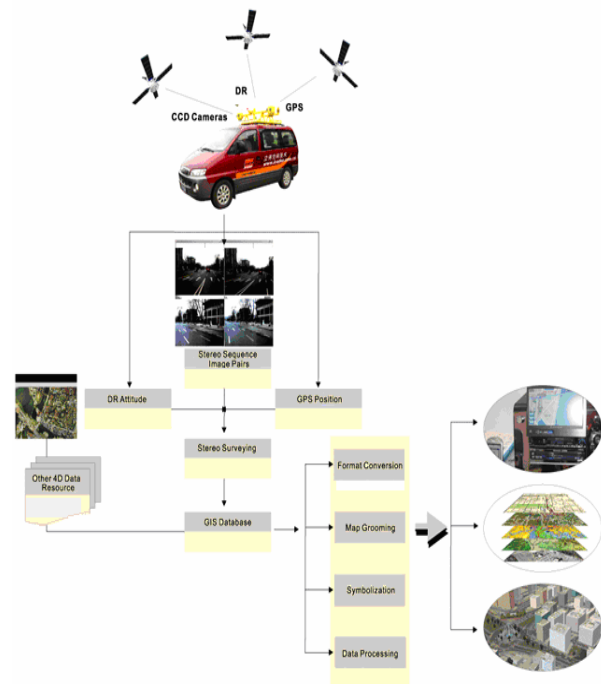 DR
GPS
CCD Cameras
Stereo Sequence
Image Pairs
DR Attitude
GPS Position
Stereo Surveying
Other 4D Data
Resource
GIS Database
Format Conversion
Map Grooming
Symbolization
Data Processing